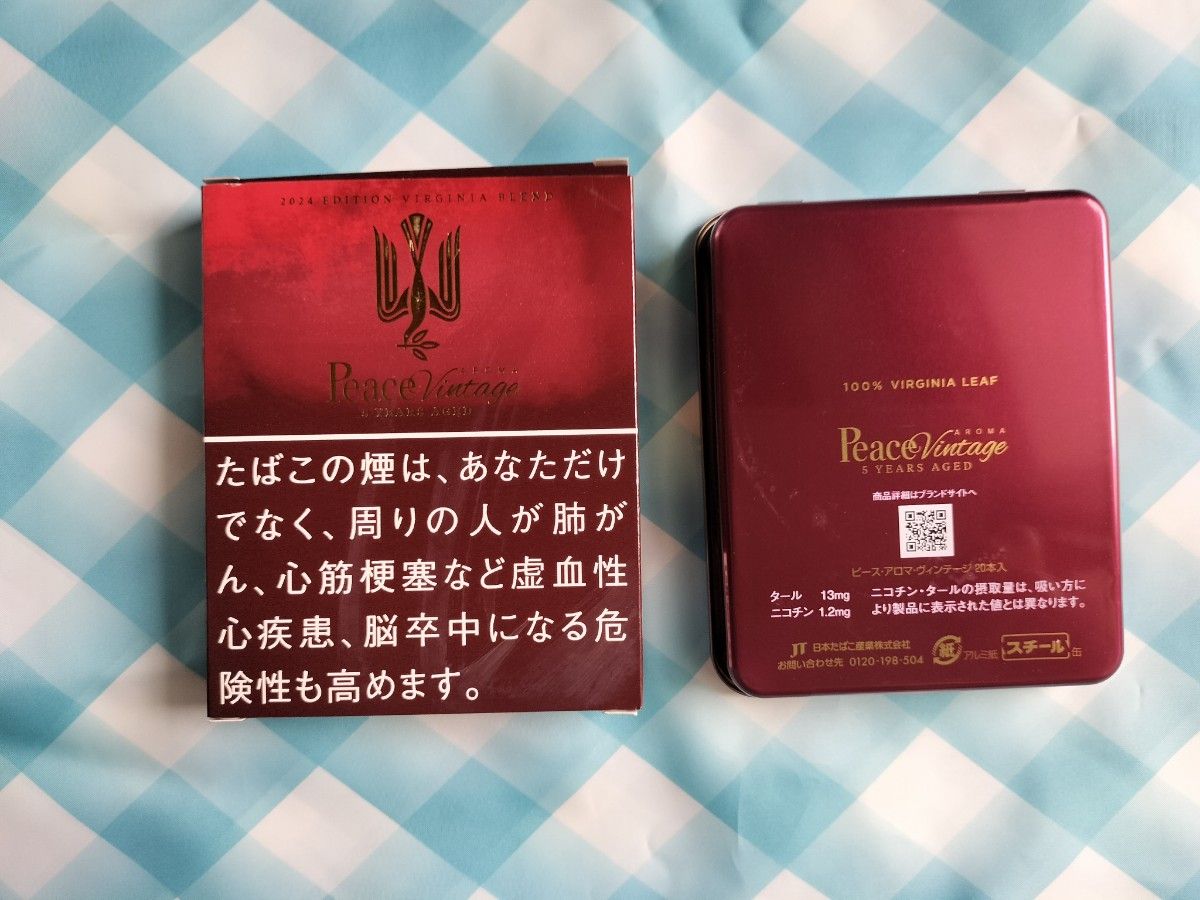 2024 EDITION VIRGINIA BLEND
AROMA
Peace Vintage
5 YEARS AGED
たばこの煙は、あなただけ
でなく、周りの人が肺が
ん、心筋梗塞など虚血性
心疾患、脳卒中になる危
険性も高めます。
100% VIRGINIA LEAF
AROMA
Peace Vintage
5 YEARS AGED
商品詳細はブランドサイトへ
ピース・アロマ・ヴィンテージ 20本入
タール 13mg
ニコチン 1.2mg
ニコチン・タールの摂取量は、吸い方に
より製品に表示された値とは異なります。
JT 日本たばこ産業株式会社
お問い合わせ先 0120-198-504
紙 アルミ紙 スチール 缶